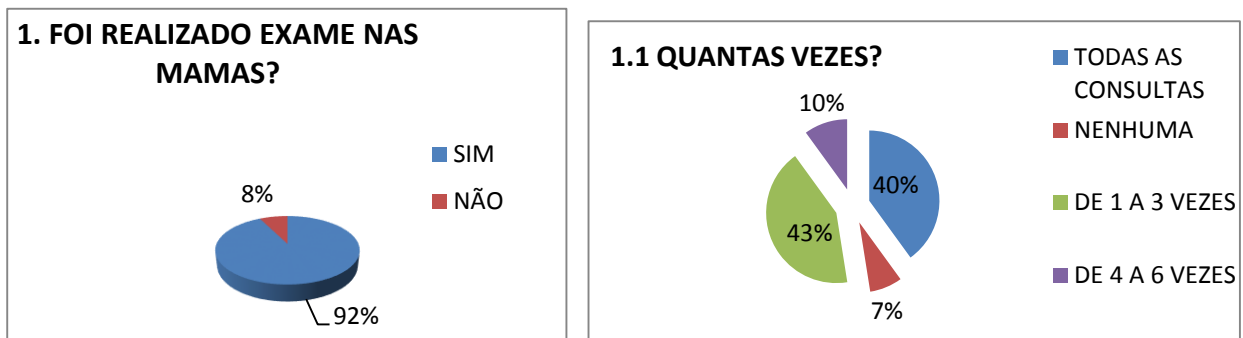 1. FOI REALIZADO EXAME NAS
MAMAS?
SIM
NÃO
8%
92%
1.1 QUANTAS VEZES?
TODAS AS
CONSULTAS
NENHUMA
DE 1 A 3 VEZES
DE 4 A 6 VEZES
10%
40%
43%
7%